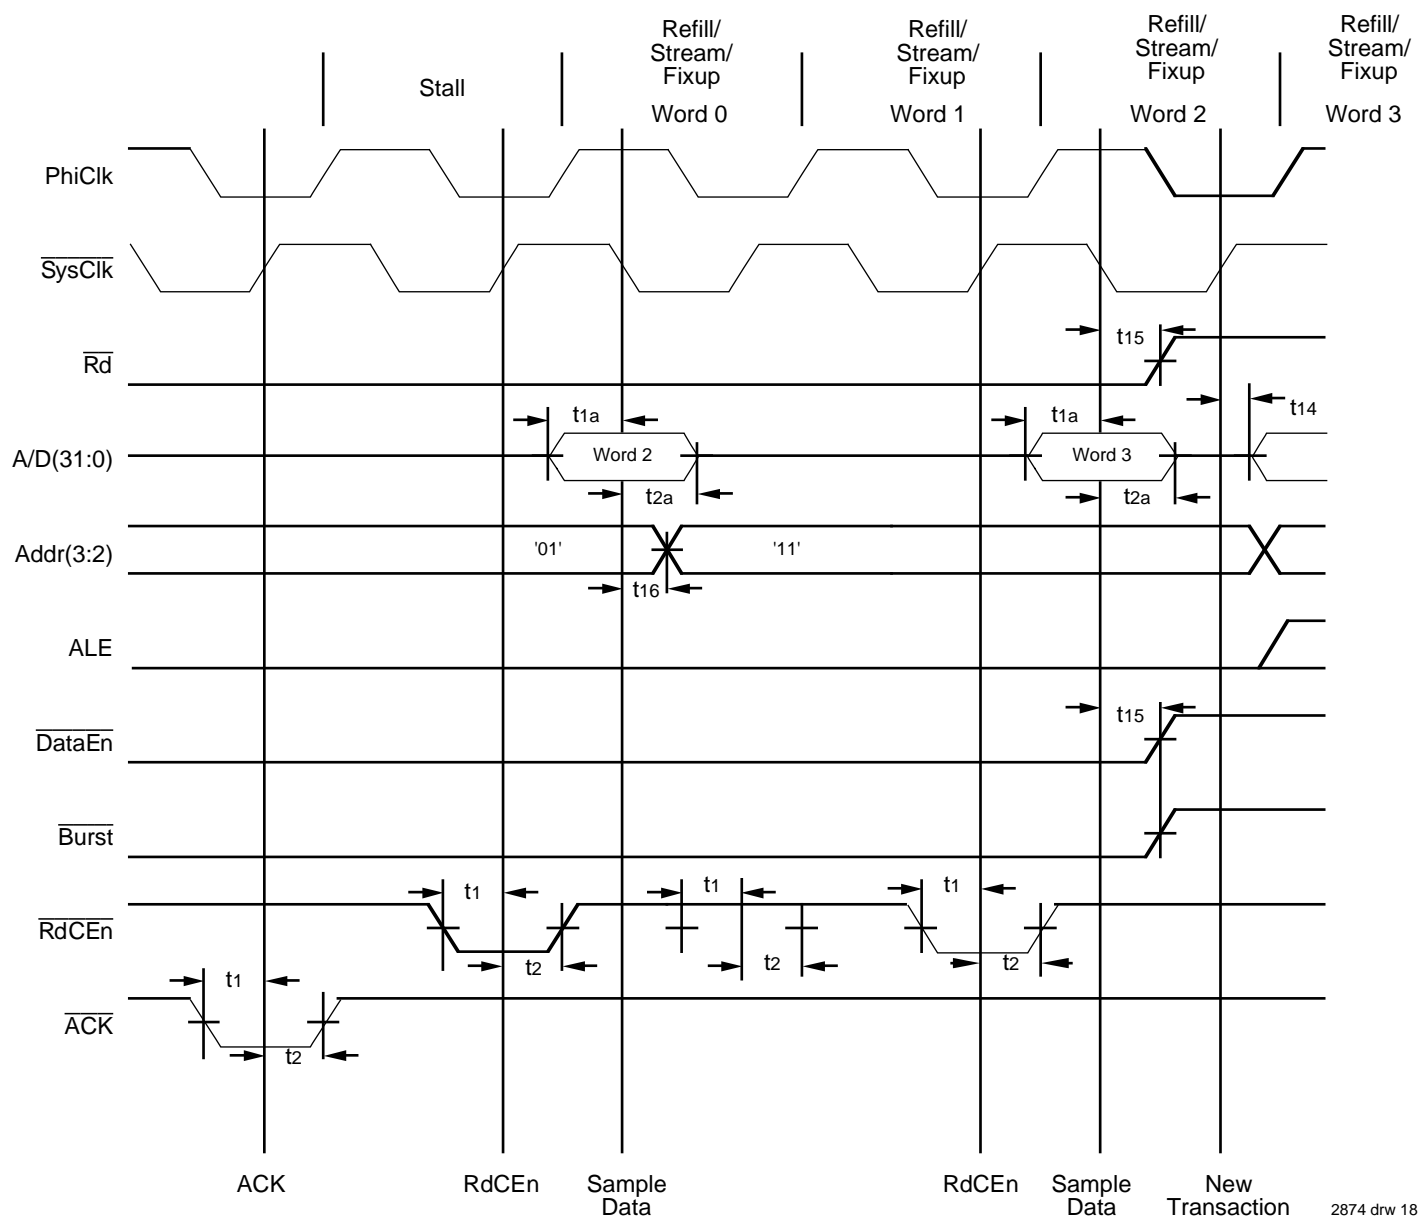 Refill/
Stream/
Fixup
Refill/
Stream/
Fixup
Refill/
Stream/
Fixup
Refill/
Stream/
Fixup
Stall
Word 0
Word 1
Word 2
Word 3
PhiClk
SysClk
Rd
t15
A/D(31:0)
t1a
Word 2
t2a
t1a
Word 3
t2a
t14
Addr(3:2)
'01'
'11'
t16
ALE
DataEn
t15
Burst
RdCEn
t1
t2
t1
t2
t1
t2
ACK
t1
t2
ACK
RdCEn
Sample
Data
RdCEn
Sample
Data
New
Transaction
2874 drw 18